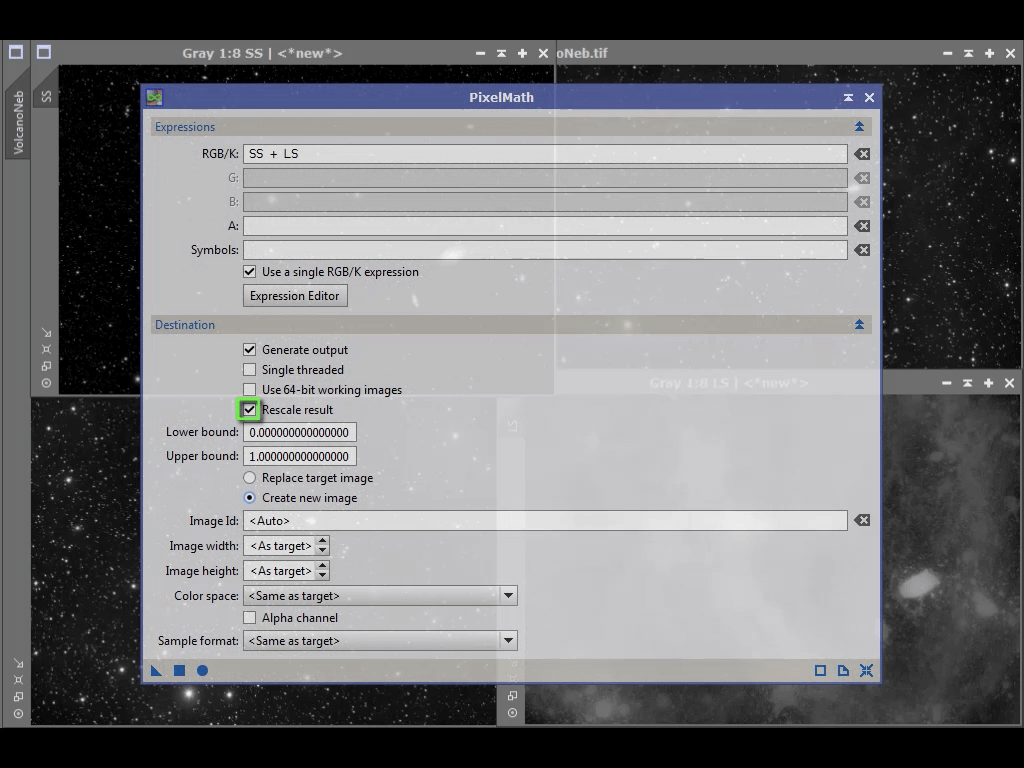 Gray 1:8 SS | <*new*>
oNeb.tif
VolcanoNeb
SS
PixelMath
Expressions
RGB/K: SS + LS
G:
B:
A:
Symbols:
Use a single RGB/K expression
Expression Editor
Destination
Generate output
Single threaded
Use 64-bit working images
Gray 1:8 LS | <*new*>
Rescale result
LS
Lower bound: 0.000000000000000
Upper bound: 1.000000000000000
Replace target image
Create new image
Image Id: <Auto>
Image width: <As target>
Image height: <As target>
Color space: <Same as target>
Alpha channel
Sample format: <Same as target>